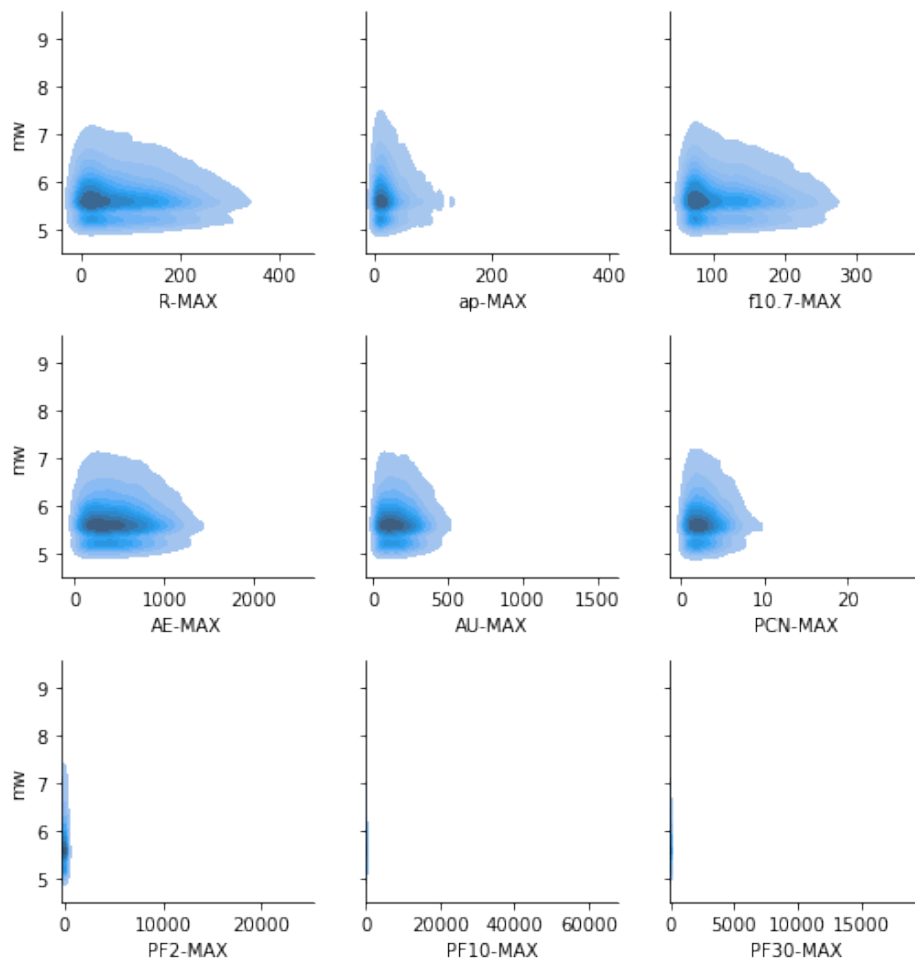 9
8
7
6
5
mw
0 200 400
R-MAX
0 200 400
ap-MAX
100 200 300
f10.7-MAX
9
8
7
6
5
mw
0 1000 2000
AE-MAX
0 500 1000 1500
AU-MAX
0 10 20
PCN-MAX
9
8
7
6
5
mw
0 10000 20000
PF2-MAX
0 20000 40000 60000
PF10-MAX
0 5000 10000 15000
PF30-MAX